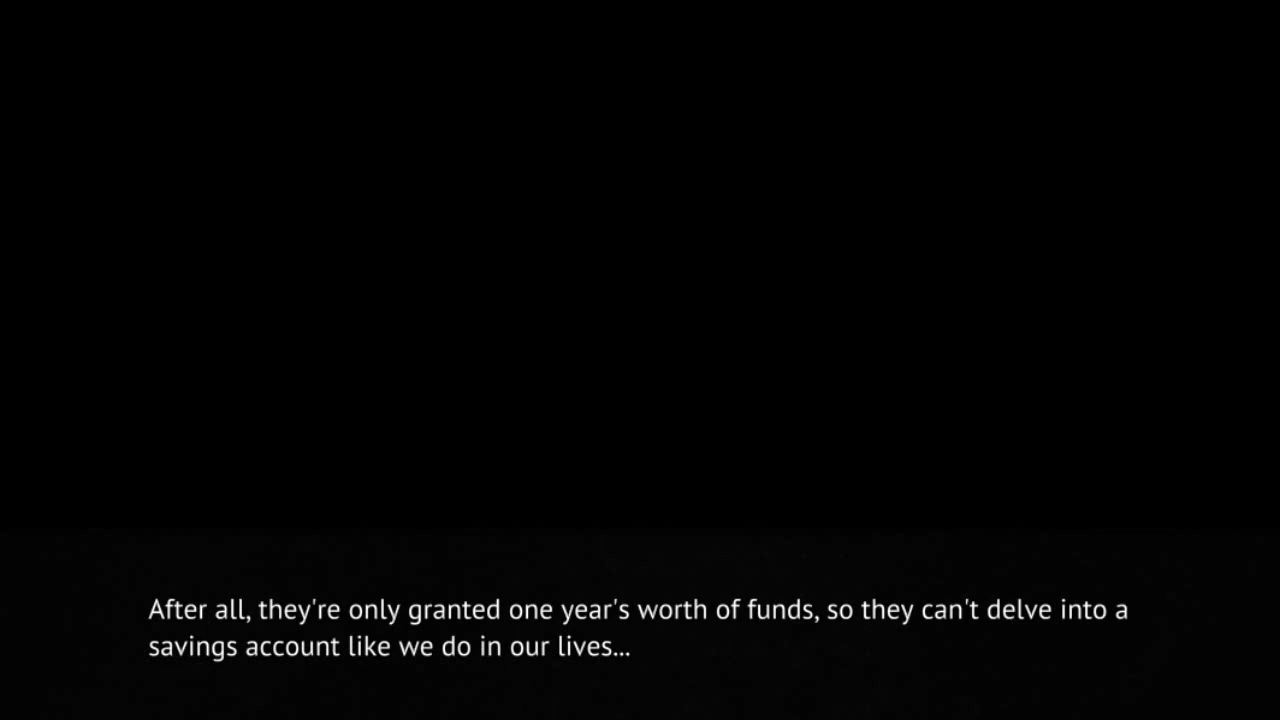 After all, they're only granted one year's worth of funds, so they can't delve into a
savings account like we do in our lives...